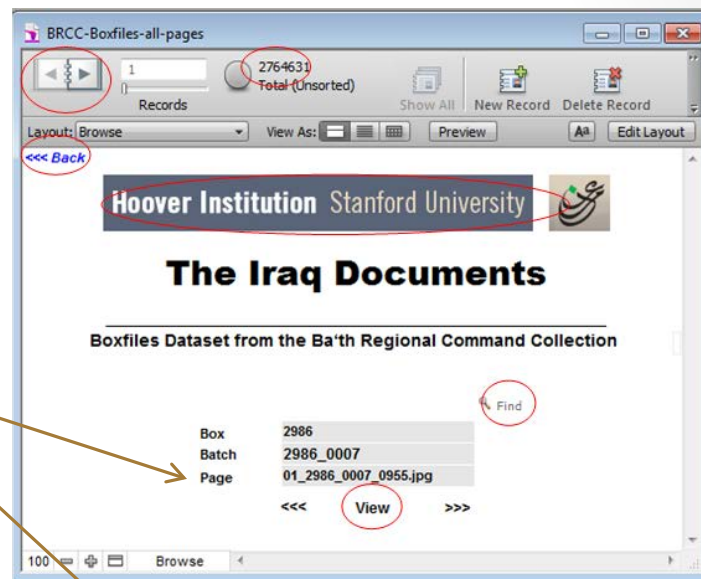 BRCC-Boxfiles-all-pages
1
2764631
Total (Unsorted)
Records
Show All
New Record
Delete Record
Layout: Browse
View As:
Preview
Aa
Edit Layout
<<< Back
Hoover Institution Stanford University
The Iraq Documents
Boxfiles Dataset from the Ba‘th Regional Command Collection
Find
Box 2986
Batch 2986_0007
Page 01_2986_0007_0955.jpg
<<< View >>>
100
Browse